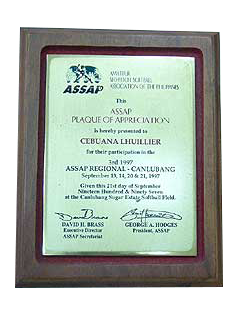 ASSAP
AMATEUR
SLO-PITCH SOFTBALL
ASSOCIATION OF THE PHILIPPINES
This
ASSAP
PLAQUE OF APPRECIATION
is hereby presented to
CEBUANA LHUILLIER
for their participation in the
3rd 1997
ASSAP REGIONAL - CANLUBANG
September 13, 14, 20 & 21, 1997
Given this 21st day of September
Nineteen Hundred & Ninety Seven
at the Canlubang Sugar Estate Softball Field.
DAVID H. BRASS
Executive Director
ASSAP Secretariat
GEORGE A. HODGES
President, ASSAP